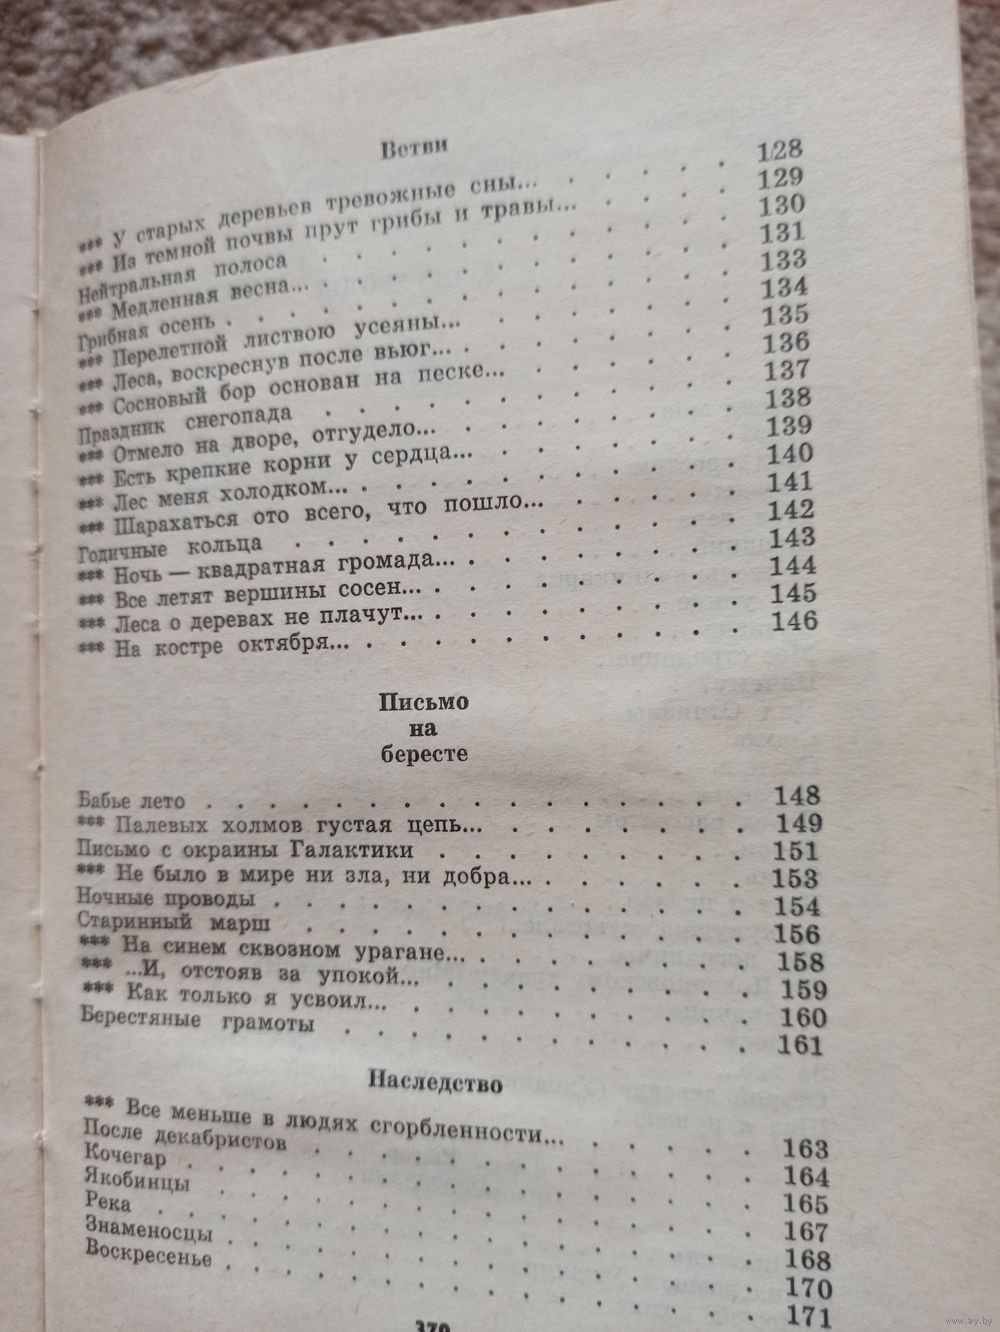 Ветви
*** У старых деревьев тревожные сны... . . . . . 128
*** Из темной почвы прут грибы и травы... . . . . 129
Нейтральная полоса . . . . . . . . . . . 130
*** Медленная весна... . . . . . . . . . . . 131
Грибная осень . . . . . . . . . . . . . 133
*** Перелетной листвою усеяны... . . . . . . . 134
*** Леса, воскреснув после вьюг... . . . . . . . . 135
*** Сосновый бор основан на песке... . . . . . . 136
Праздник снегопада . . . . . . . . . . . 137
*** Отмело на дворе, отгудело... . . . . . . . . 138
*** Есть крепкие корни у сердца... . . . . . . . 139
*** Лес меня холодком... . . . . . . . . . . 140
*** Шарахаться ото всего, что пошло... . . . . . 141
Годичные кольца . . . . . . . . . . . . 142
*** Ночь — квадратная громада... . . . . . . . . 143
*** Все летят вершины сосен... . . . . . . . . 144
*** Леса о деревах не плачут... . . . . . . . . 145
*** На костре октября... . . . . . . . . . . 146
Письмо
на
бересте
Бабье лето . . . . . . . . . . . . . . 148
*** Палевых холмов густая цепь... . . . . . . . 149
Письмо с окраины Галактики . . . . . . . . 151
*** Не было в мире ни зла, ни добра... . . . . . . 153
Ночные проводы . . . . . . . . . . . . 154
Старинный марш . . . . . . . . . . . . 156
*** На синем сквозном урагане... . . . . . . . . 158
*** ...И, отстояв за упокой... . . . . . . . . . 159
*** Как только я усвоил... . . . . . . . . . . 160
Берестяные грамоты . . . . . . . . . . . 161
Наследство
*** Все меньше в людях сгорбленности... . . . . . 163
После декабристов . . . . . . . . . . . . 164
Кочегар . . . . . . . . . . . . . . . 165
Якобинцы . . . . . . . . . . . . . . 167
Река . . . . . . . . . . . . . . . . 168
Знаменосцы . . . . . . . . . . . . . . 170
Воскресенье . . . . . . . . . . . . . . 171
www.ay.by